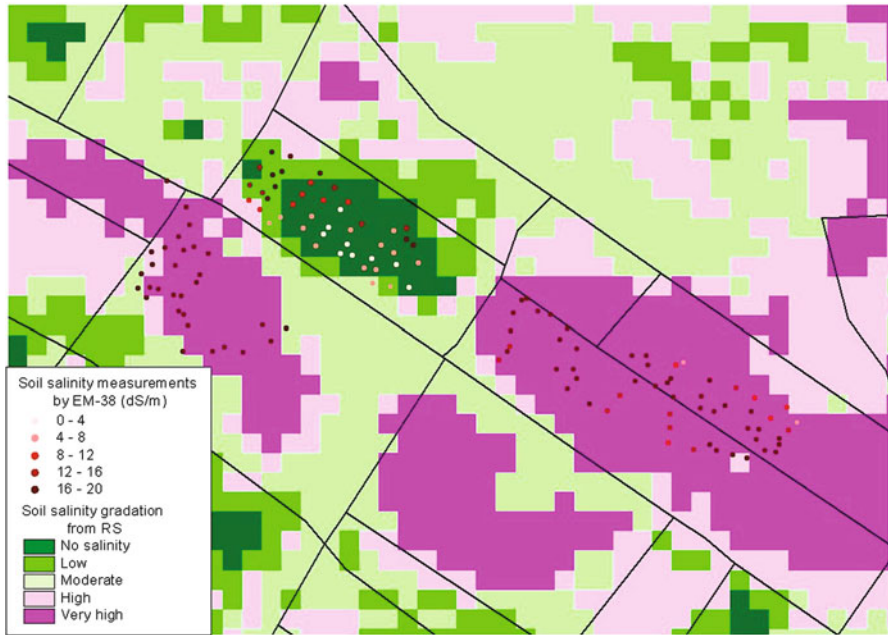 Soil salinity measurements
by EM-38 (dS/m)
0 - 4
4 - 8
8 - 12
12 - 16
16 - 20
Soil salinity gradation
from RS
No salinity
Low
Moderate
High
Very high